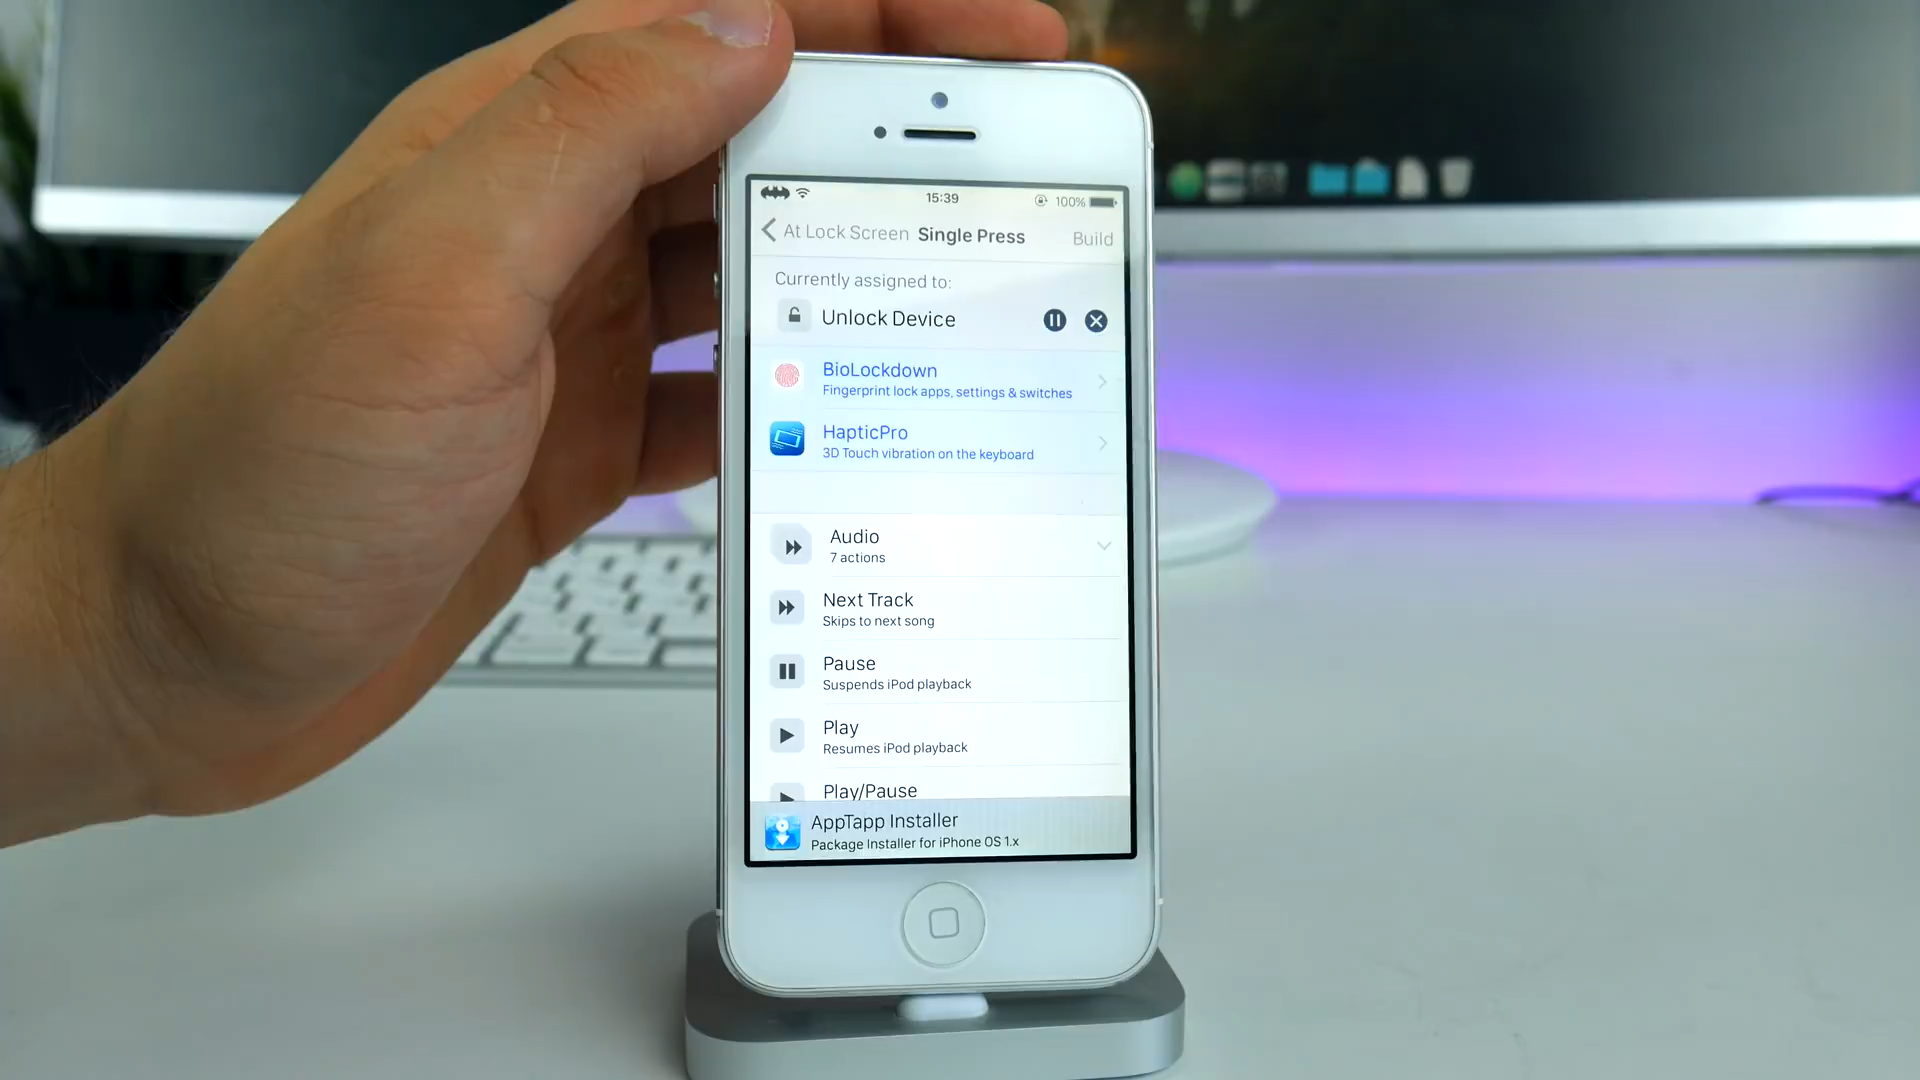 15:39
100%
At Lock Screen Single Press Build
Currently assigned to:
Unlock Device
BioLockdown
Fingerprint lock apps, settings & switches
HapticPro
3D Touch vibration on the keyboard
Audio
7 actions
Next Track
Skips to next song
Pause
Suspends iPod playback
Play
Resumes iPod playback
Play/Pause
AppTapp Installer
Package Installer for iPhone OS 1.x